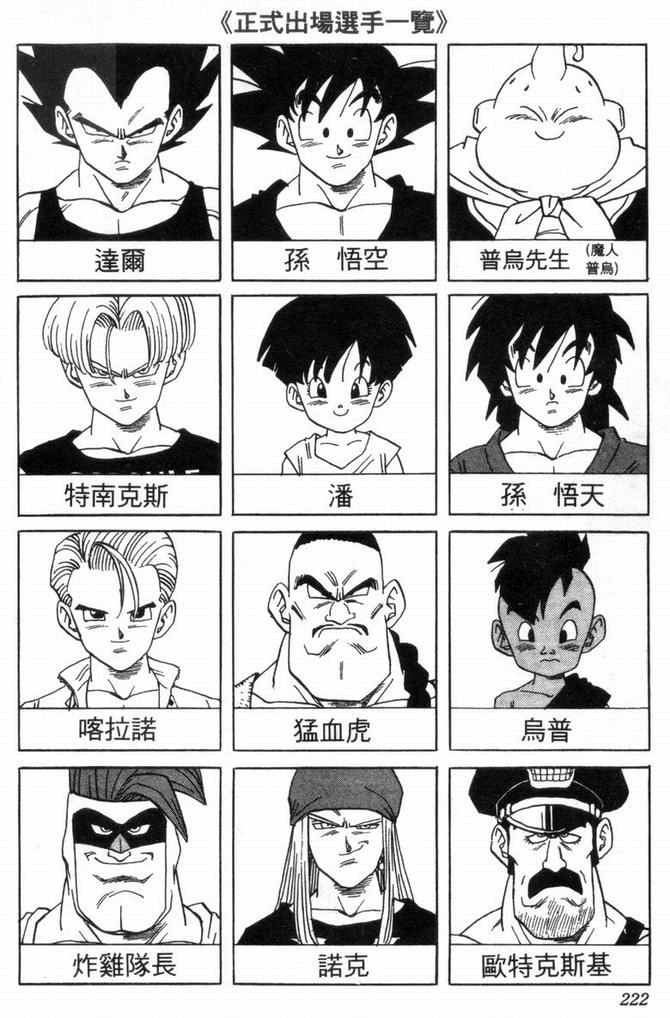 《正式出場選手一覽》
達爾
孫 悟空
普烏先生 (魔人普烏)
特南克斯
潘
孫 悟天
喀拉諾
猛血虎
烏普
炸雞隊長
諾克
歐特克斯基
222